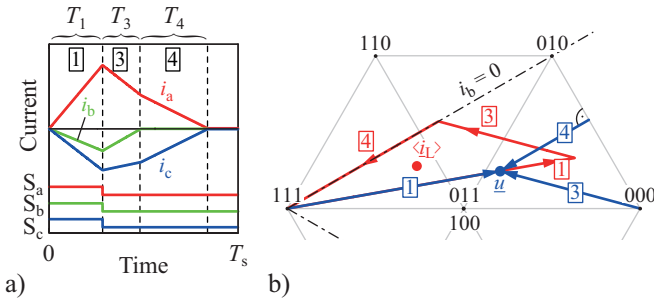 T1 T3 T4
1 3 4
Current
ia
ib
ic
Sa
Sb
Sc
0 Time Ts
a)
110 010
ib = 0
3
4
4
⟨iL⟩
1
1
u
3
111 011 000
100
b)